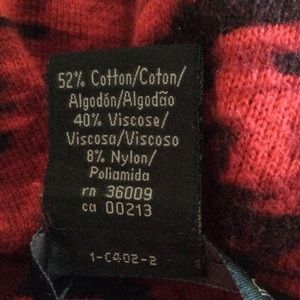 52% Cotton/Coton/
Algodón/Algodão
40% Viscose/
Viscosa/Viscoso
8% Nylon/
Poliamida
rn 36009
ca 00213
1-C402-2